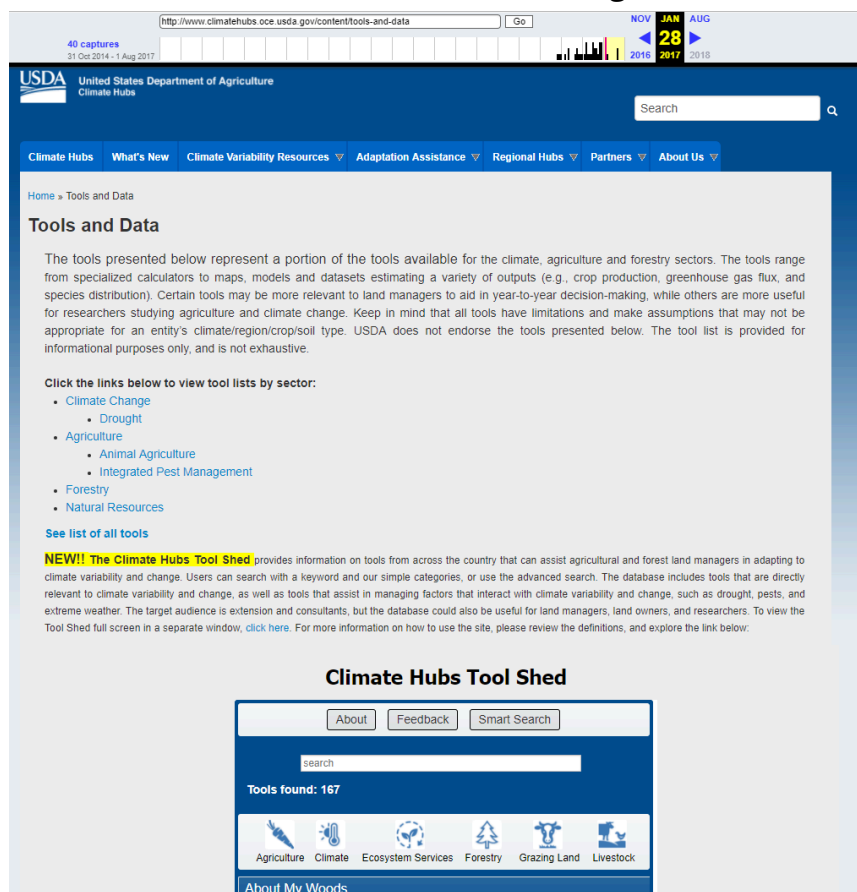 http://www.climatehubs.oce.usda.gov/content/tools-and-data
Go
NOV JAN AUG
40 captures
28
31 Oct 2014 - 1 Aug 2017
2016 2017 2018
USDA United States Department of Agriculture
Climate Hubs
Search
Climate Hubs What's New Climate Variability Resources Adaptation Assistance Regional Hubs Partners About Us
Home » Tools and Data
Tools and Data
The tools presented below represent a portion of the tools available for the climate, agriculture and forestry sectors. The tools range
from specialized calculators to maps, models and datasets estimating a variety of outputs (e.g., crop production, greenhouse gas flux, and
species distribution). Certain tools may be more relevant to land managers to aid in year-to-year decision-making, while others are more useful
for researchers studying agriculture and climate change. Keep in mind that all tools have limitations and make assumptions that may not be
appropriate for an entity's climate/region/crop/soil type. USDA does not endorse the tools presented below. The tool list is provided for
informational purposes only, and is not exhaustive.
Click the links below to view tool lists by sector:
• Climate Change
• Drought
• Agriculture
• Animal Agriculture
• Integrated Pest Management
• Forestry
• Natural Resources
See list of all tools
NEW!! The Climate Hubs Tool Shed provides information on tools from across the country that can assist agricultural and forest land managers in adapting to
climate variability and change. Users can search with a keyword and our simple categories, or use the advanced search. The database includes tools that are directly
relevant to climate variability and change, as well as tools that assist in managing factors that interact with climate variability and change, such as drought, pests, and
extreme weather. The target audience is extension and consultants, but the database could also be useful for land managers, land owners, and researchers. To view the
Tool Shed full screen in a separate window, click here. For more information on how to use the site, please review the definitions, and explore the link below:
Climate Hubs Tool Shed
About Feedback Smart Search
search
Tools found: 167
Agriculture Climate Ecosystem Services Forestry Grazing Land Livestock
About My Woods